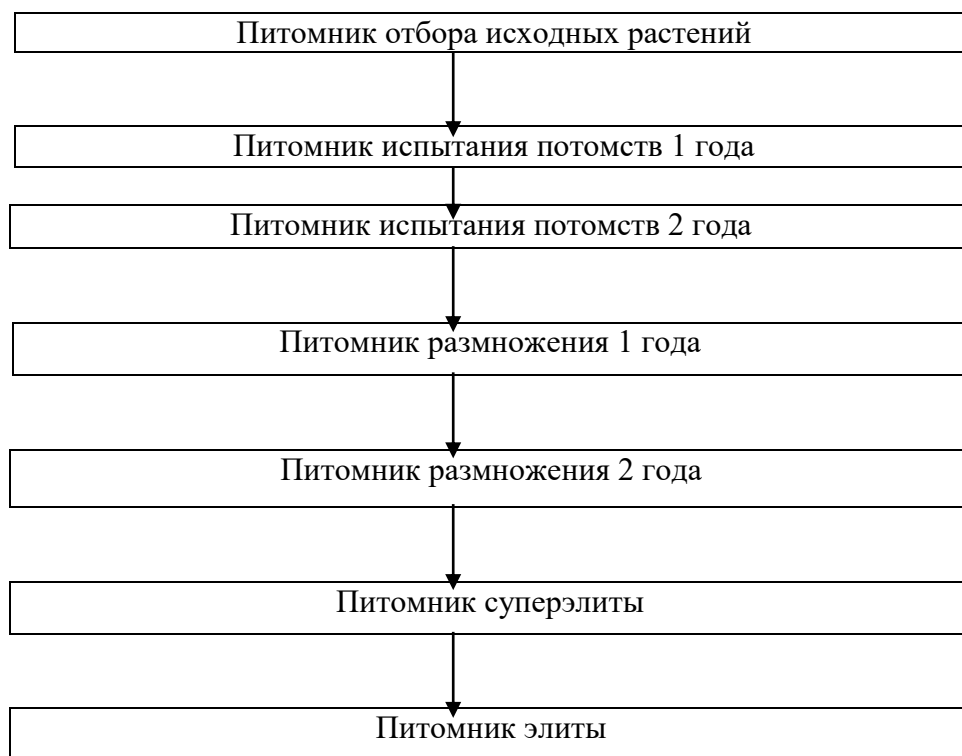 Питомник отбора исходных растений
Питомник испытания потомств 1 года
Питомник испытания потомств 2 года
Питомник размножения 1 года
Питомник размножения 2 года
Питомник суперэлиты
Питомник элиты